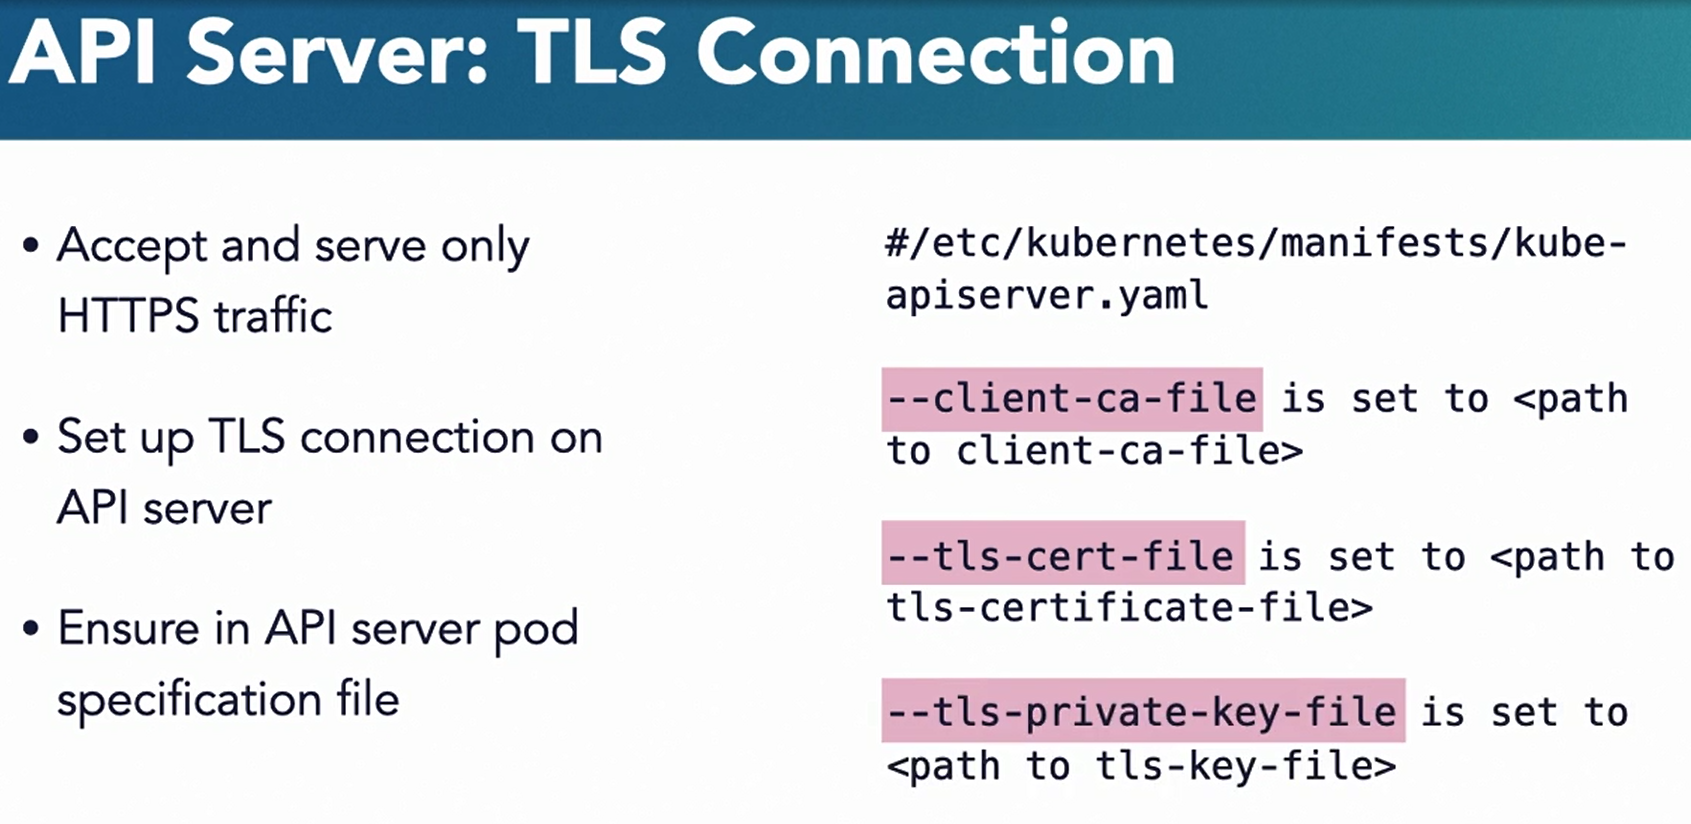 API Server: TLS Connection
• Accept and serve only
HTTPS traffic
• Set up TLS connection on
API server
• Ensure in API server pod
specification file
#/etc/kubernetes/manifests/kube-
apiserver.yaml
--client-ca-file is set to <path
to client-ca-file>
--tls-cert-file is set to <path to
tls-certificate-file>
--tls-private-key-file is set to
<path to tls-key-file>